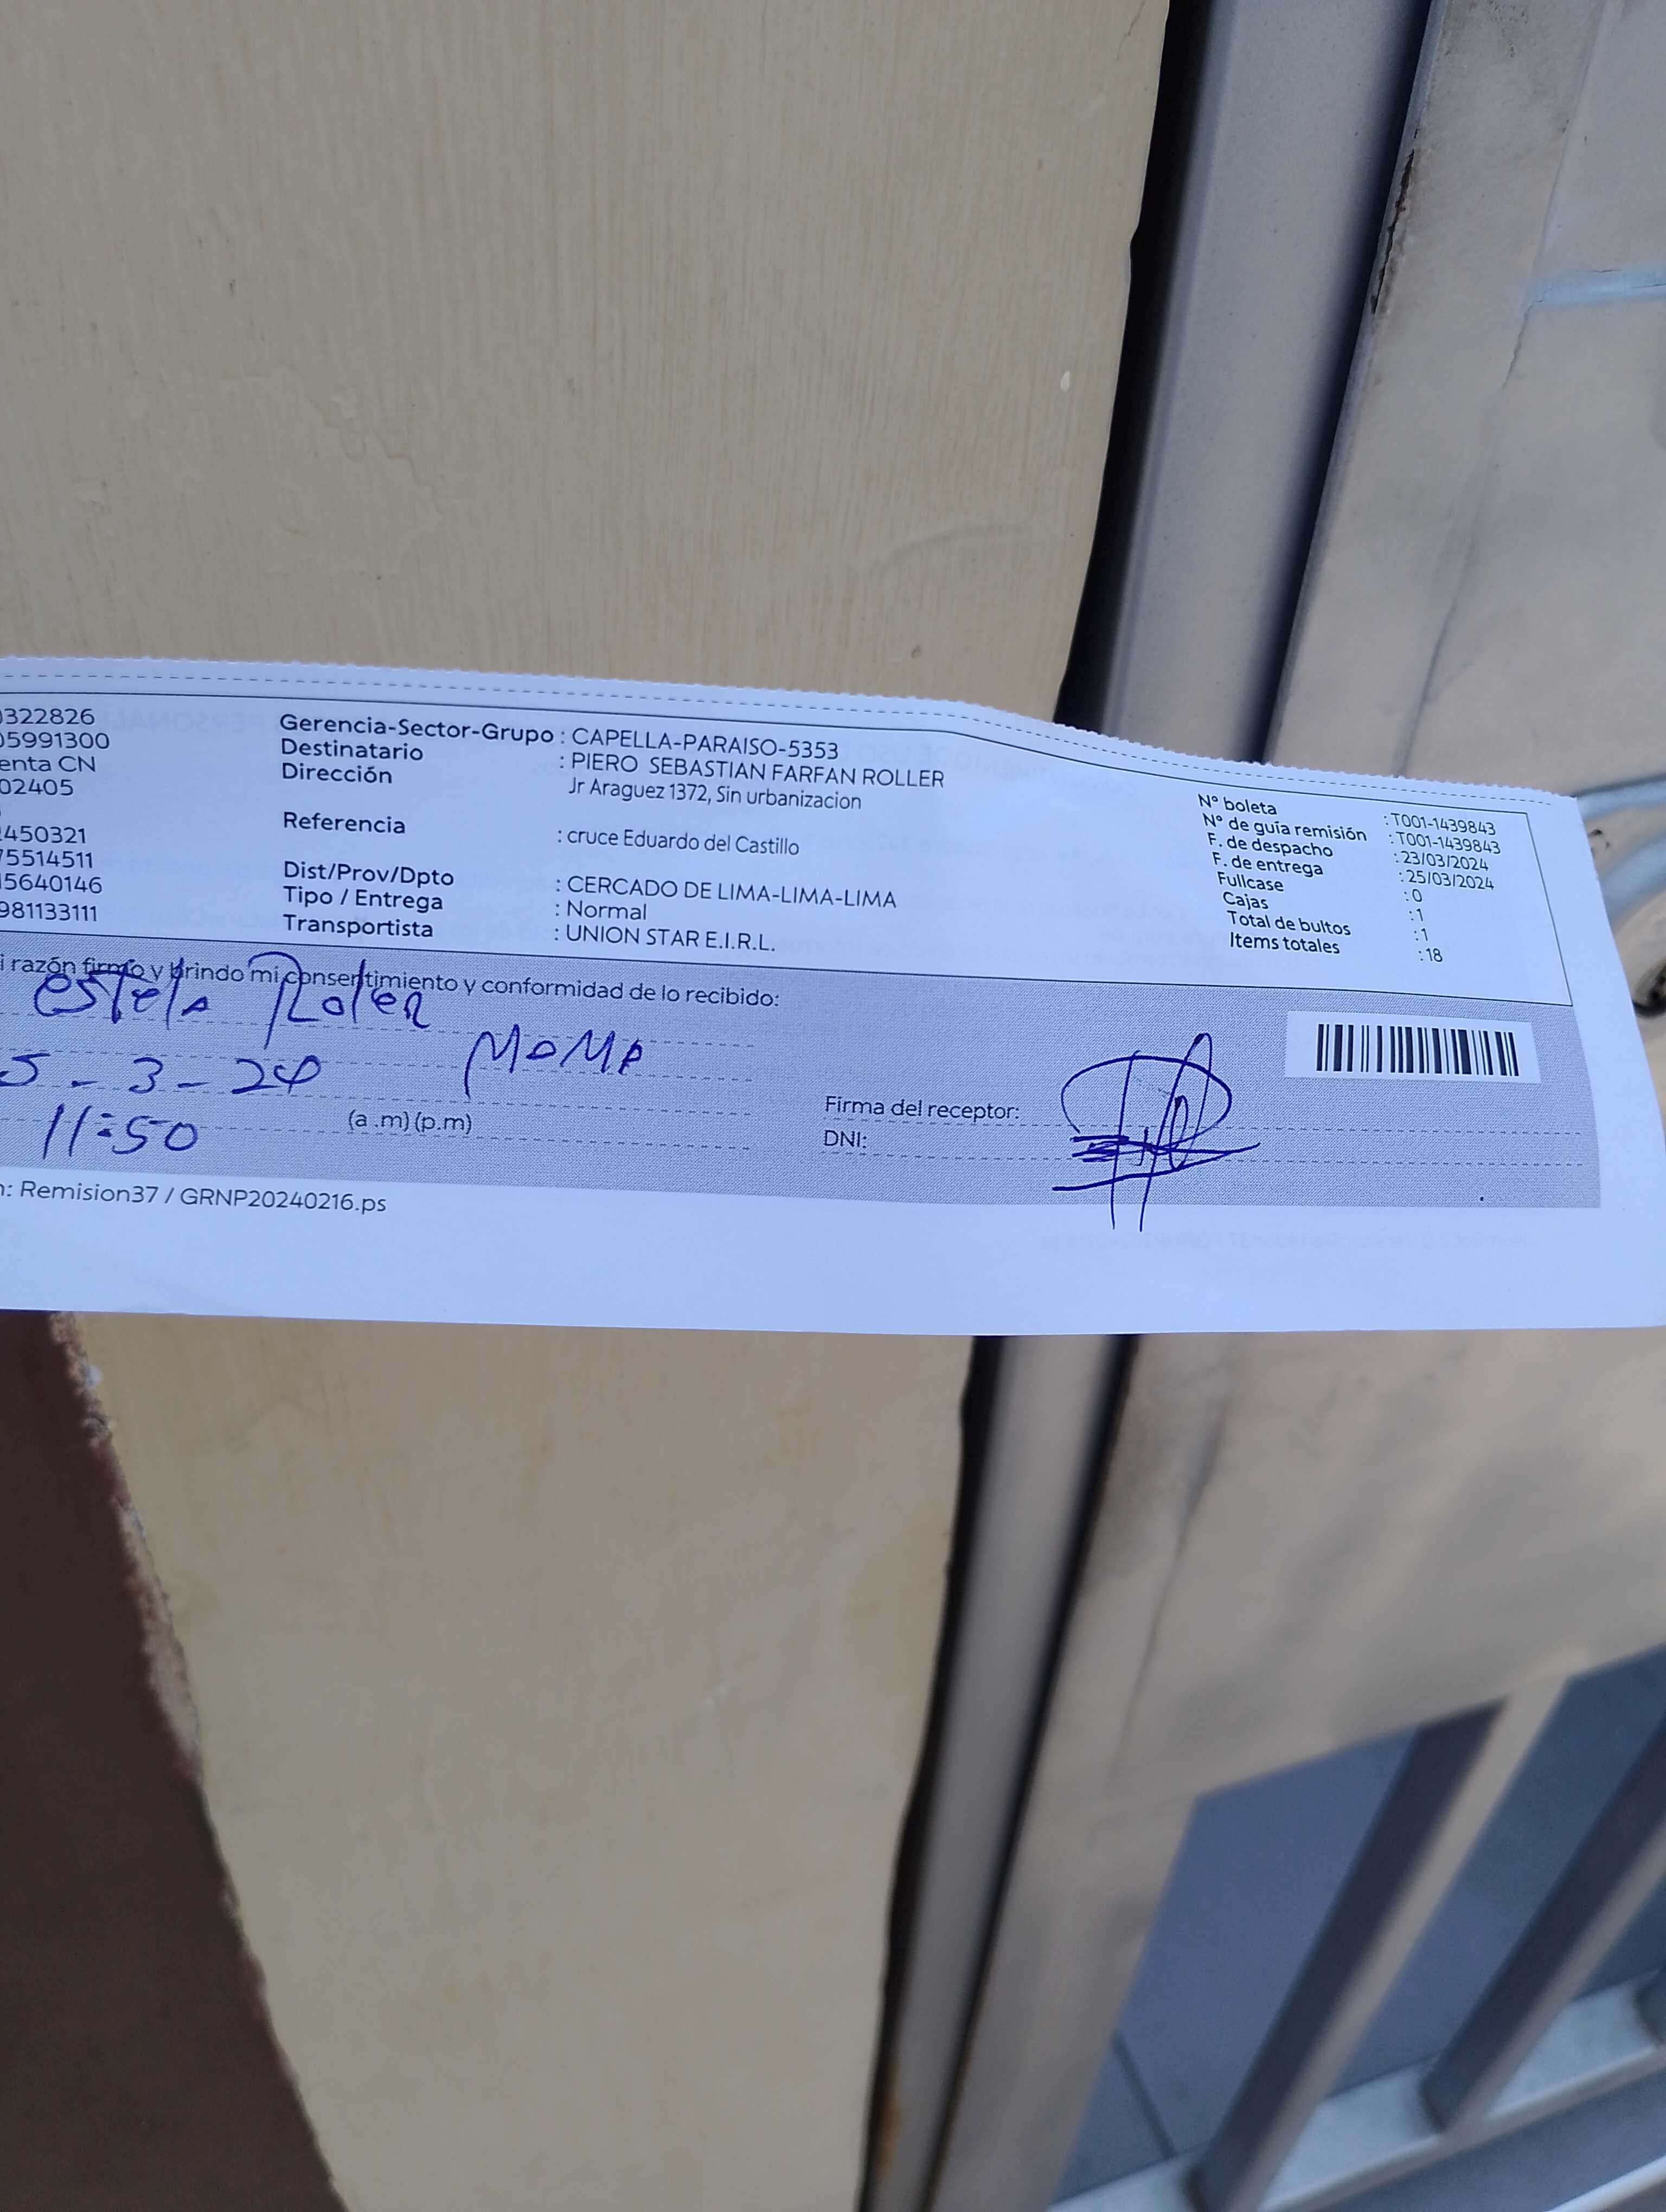 0322826
05991300
enta CN
02405
450321
75514511
15640146
981133111
Gerencia-Sector-Grupo : CAPELLA-PARAISO-5353
Destinatario : PIERO SEBASTIAN FARFAN ROLLER
Dirección Jr Araguez 1372, Sin urbanizacion
Referencia : cruce Eduardo del Castillo
Dist/Prov/Dpto : CERCADO DE LIMA-LIMA-LIMA
Tipo / Entrega : Normal
Transportista : UNION STAR E.I.R.L.
N° boleta : T001-1439843
N° de guía remisión : T001-1439843
F. de despacho : 23/03/2024
F. de entrega : 25/03/2024
Fullcase : 0
Cajas : 1
Total de bultos : 1
Items totales : 18
i razón firmo y brindo mi consentimiento y conformidad de lo recibido:
estela Roler
MAMA
5-3-24
11:50 (a .m) (p.m)
Firma del receptor:
DNI:
n: Remision37 / GRNP20240216.ps